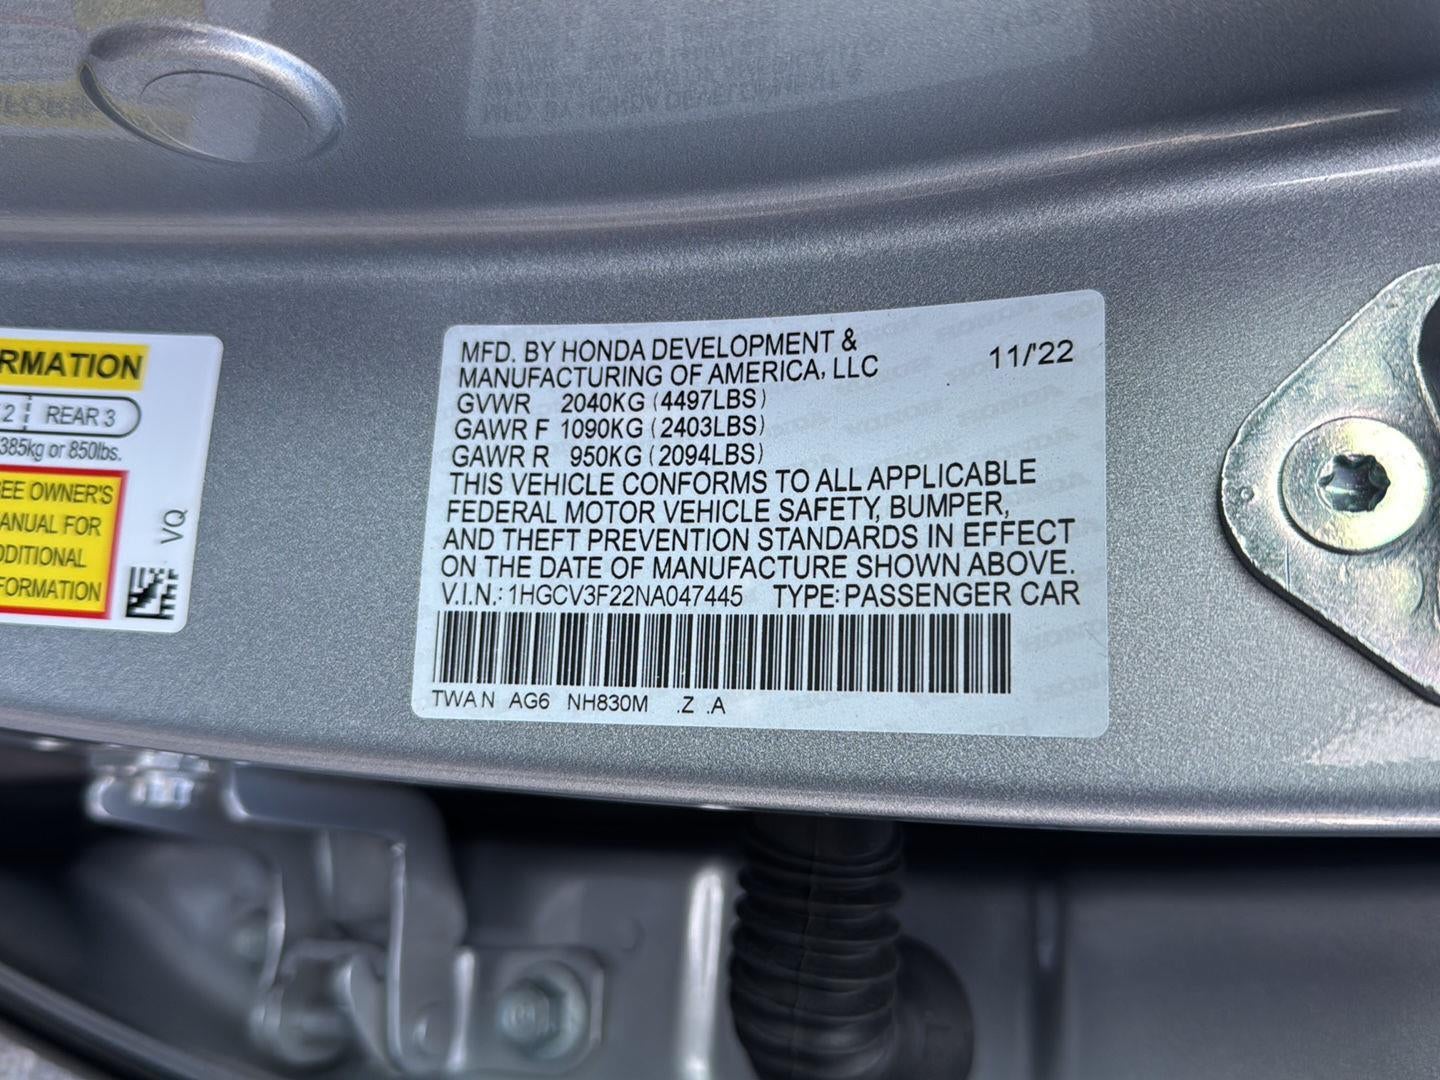 RMATION
2 REAR 3
385kg or 850lbs.
EE OWNER'S
ANUAL FOR
DDITIONAL
FORMATION
VQ
MFD. BY HONDA DEVELOPMENT &
MANUFACTURING OF AMERICA, LLC
11/'22
GVWR 2040KG (4497LBS)
GAWR F 1090KG (2403LBS)
GAWR R 950KG (2094LBS)
THIS VEHICLE CONFORMS TO ALL APPLICABLE
FEDERAL MOTOR VEHICLE SAFETY, BUMPER,
AND THEFT PREVENTION STANDARDS IN EFFECT
ON THE DATE OF MANUFACTURE SHOWN ABOVE.
V.I.N.: 1HGCV3F22NA047445 TYPE: PASSENGER CAR
TWAN AG6 NH830M .Z .A